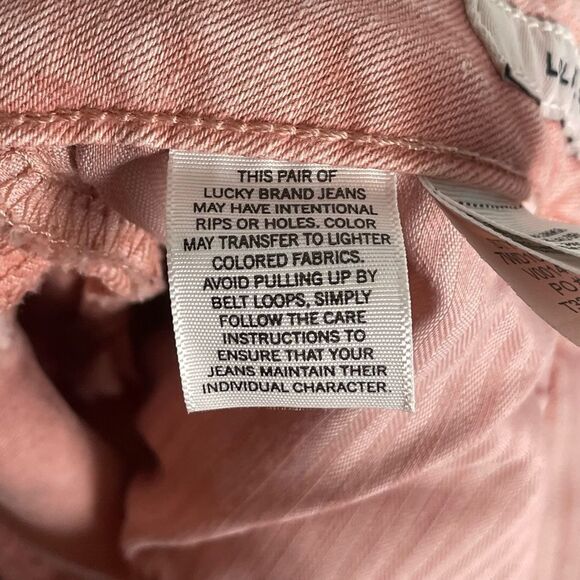 THIS PAIR OF
LUCKY BRAND JEANS
MAY HAVE INTENTIONAL
RIPS OR HOLES. COLOR
MAY TRANSFER TO LIGHTER
COLORED FABRICS.
AVOID PULLING UP BY
BELT LOOPS, SIMPLY
FOLLOW THE CARE
INSTRUCTIONS TO
ENSURE THAT YOUR
JEANS MAINTAIN THEIR
INDIVIDUAL CHARACTER.